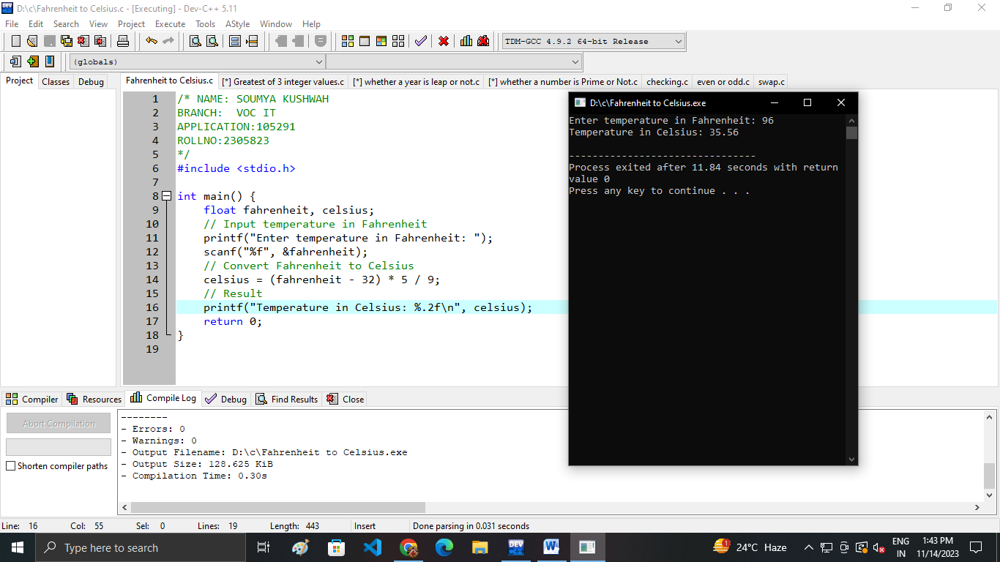 D:\c\Fahrenheit to Celsius.c - [Executing] - Dev-C++ 5.11
File Edit Search View Project Execute Tools AStyle Window Help
TDM-GCC 4.9.2 64-bit Release
(globals)
Project Classes Debug
Fahrenheit to Celsius.c [*] Greatest of 3 integer values.c [*] whether a year is leap or not.c [*] whether a number is Prime or Not.c checking.c even or odd.c swap.c
1 /* NAME: SOUMYA KUSHWAH
2 BRANCH:  VOC IT
3 APPLICATION:105291
4 ROLLNO:2305823
5 */
6 #include <stdio.h>
7
8 int main() {
9     float fahrenheit, celsius;
10     // Input temperature in Fahrenheit
11     printf("Enter temperature in Fahrenheit: ");
12     scanf("%f", &fahrenheit);
13     // Convert Fahrenheit to Celsius
14     celsius = (fahrenheit - 32) * 5 / 9;
15     // Result
16     printf("Temperature in Celsius: %.2f\n", celsius);
17     return 0;
18 }
19
D:\c\Fahrenheit to Celsius.exe
Enter temperature in Fahrenheit: 96
Temperature in Celsius: 35.56
--------------------------------
Process exited after 11.84 seconds with return
value 0
Press any key to continue . . .
Compiler Resources Compile Log Debug Find Results Close
Abort Compilation
Shorten compiler paths
--------
- Errors: 0
- Warnings: 0
- Output Filename: D:\c\Fahrenheit to Celsius.exe
- Output Size: 128.625 KiB
- Compilation Time: 0.30s
Line: 16 Col: 55 Sel: 0 Lines: 19 Length: 443 Insert Done parsing in 0.031 seconds
Type here to search
DEV
W
1
24°C Haze
ENG
IN
1:43 PM
11/14/2023